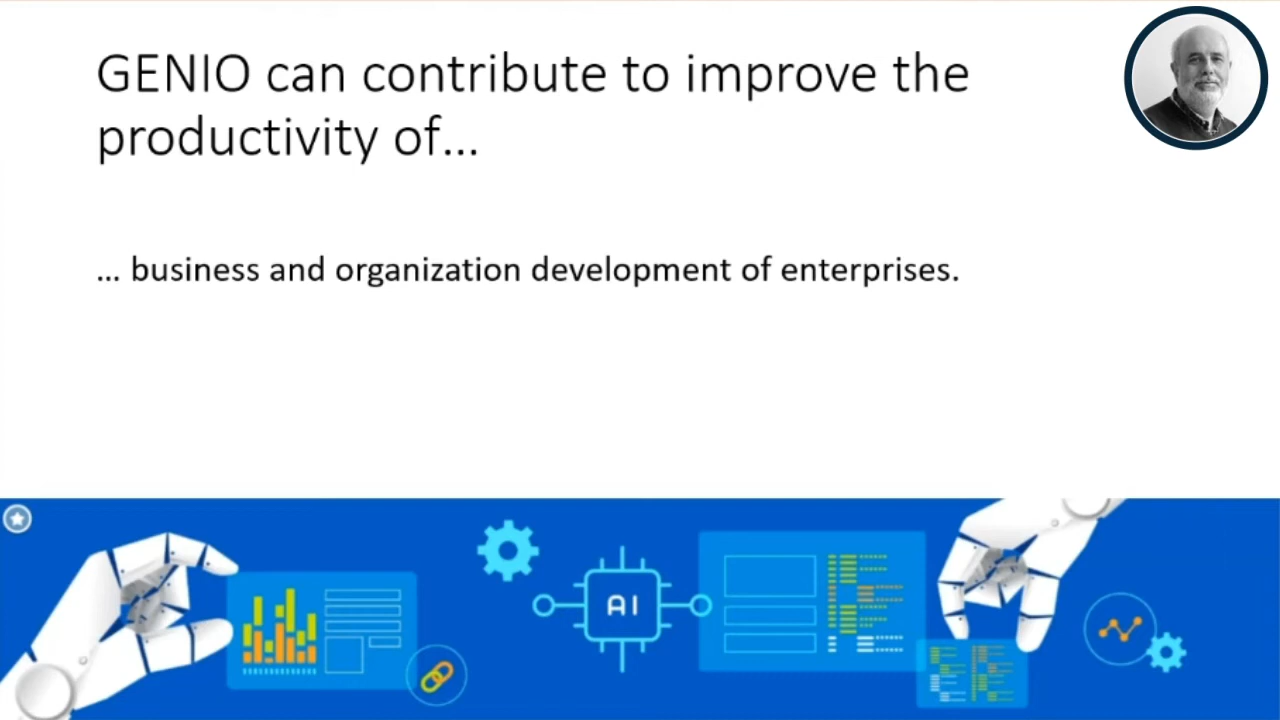 GENIO can contribute to improve the
productivity of...
... business and organization development of enterprises.
AI